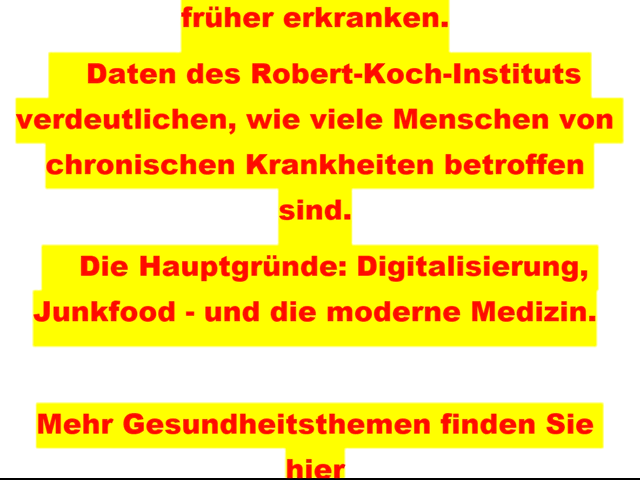 früher erkranken.
Daten des Robert-Koch-Instituts
verdeutlichen, wie viele Menschen von
chronischen Krankheiten betroffen
sind.
Die Hauptgründe: Digitalisierung,
Junkfood - und die moderne Medizin.
Mehr Gesundheitsthemen finden Sie
hier